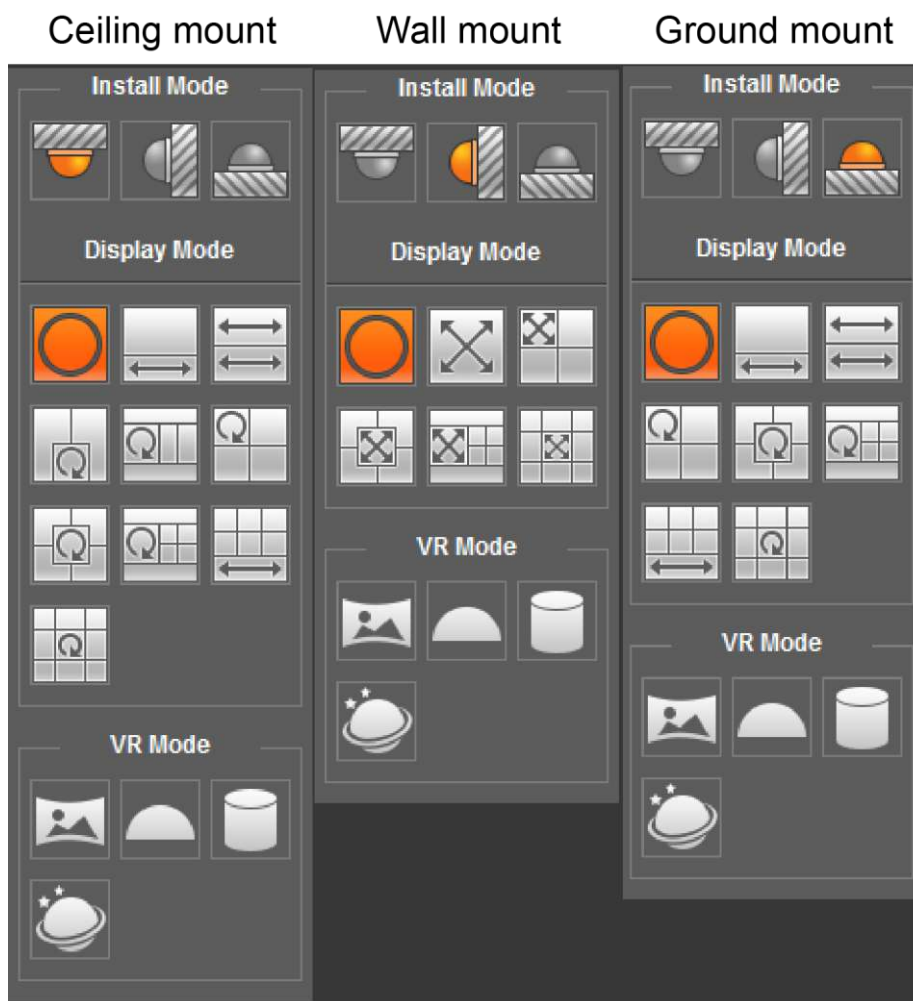 Ceiling mount
Wall mount
Ground mount
Install Mode
Install Mode
Install Mode
Display Mode
Display Mode
Display Mode
VR Mode
VR Mode
VR Mode